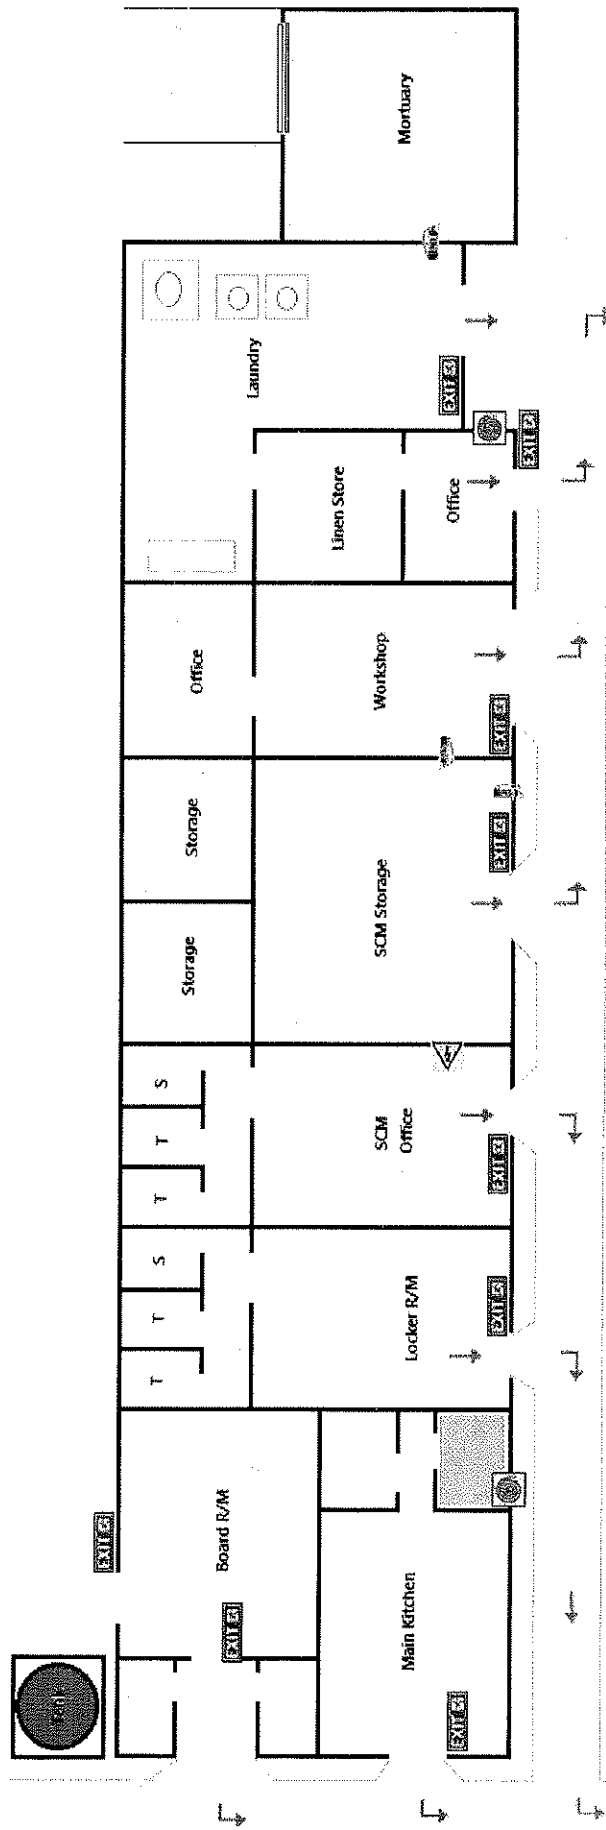 Mortuary
Laundry
EXIT
Linen Store
Office
EXIT
Office
Workshop
EXIT
Storage
SCM Storage
EXIT
Storage
S
T
T
SCM
Office
EXIT
S
T
T
Locker R/M
EXIT
EXIT
Board R/M
EXIT
Main Kitchen
EXIT
Tank